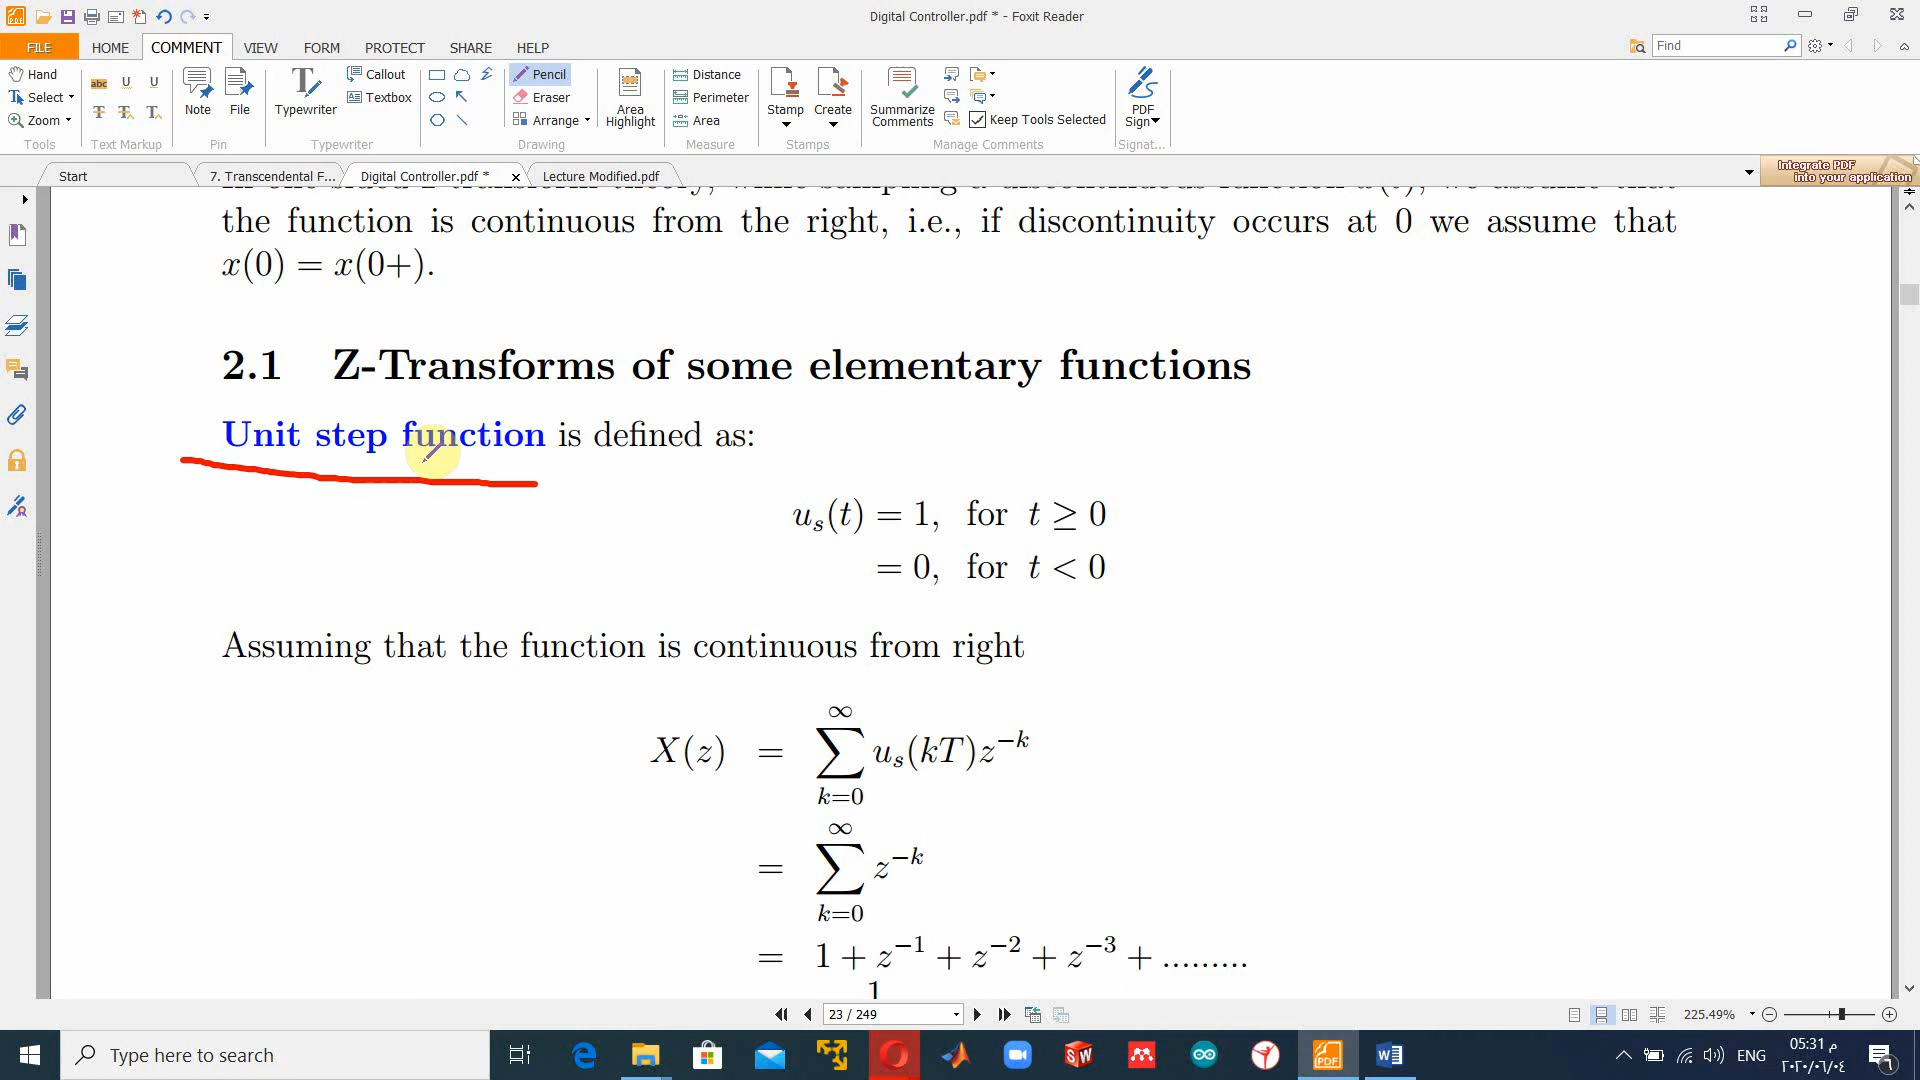 Digital Controller.pdf * - Foxit Reader
FILE HOME COMMENT VIEW FORM PROTECT SHARE HELP
Find
Hand
Select
Zoom
Tools
abc U U
T T T
Text Markup
Note File
Pin
Typewriter
Callout
Textbox
Typewriter
Pencil
Eraser
Arrange
Drawing
Area Highlight
Distance
Perimeter
Area
Measure
Stamp Create
Stamps
Summarize Comments
Keep Tools Selected
Manage Comments
PDF Sign
Signat...
Start 7. Transcendental F... Digital Controller.pdf * Lecture Modified.pdf
Integrate PDF
into your application
the function is continuous from the right, i.e., if discontinuity occurs at 0 we assume that
x(0) = x(0+).
2.1 Z-Transforms of some elementary functions
Unit step function is defined as:
u_s(t) = 1, for t ≥ 0
= 0, for t < 0
Assuming that the function is continuous from right
X(z) = ∑_{k=0}^{∞} u_s(kT)z^{−k}
= ∑_{k=0}^{∞} z^{−k}
= 1 + z^{−1} + z^{−2} + z^{−3} + .........
1
23 / 249
225.49%
Type here to search
ENG
05:31 م
٢٠٢٠/٠٦/٠٤